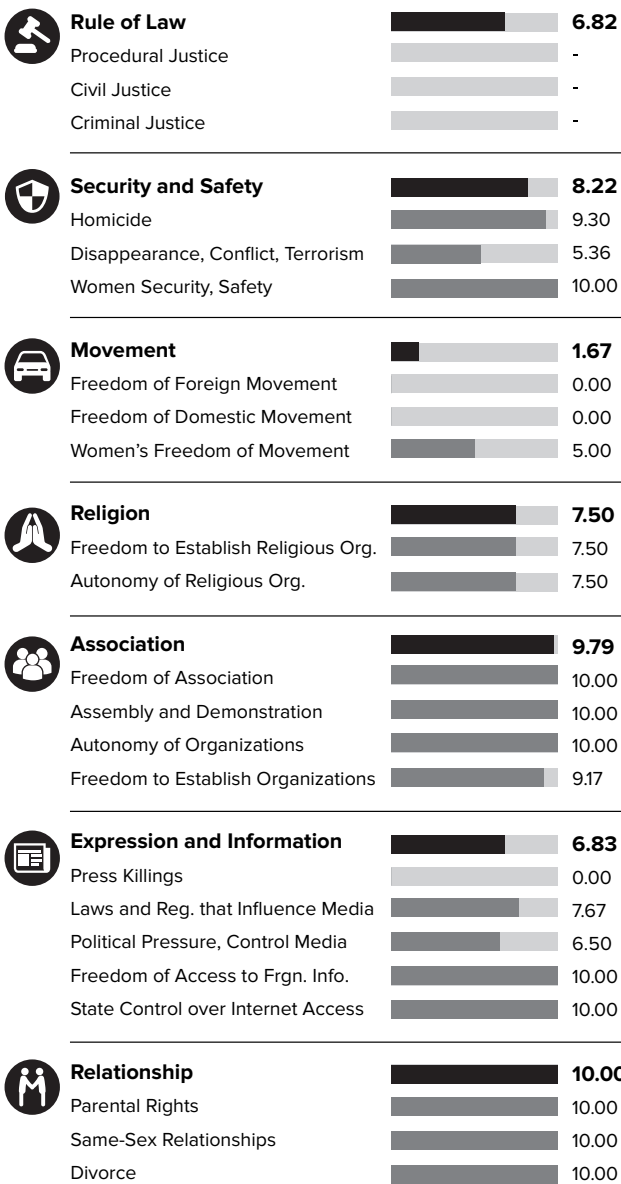 Rule of Law 6.82
Procedural Justice -
Civil Justice -
Criminal Justice -
Security and Safety 8.22
Homicide 9.30
Disappearance, Conflict, Terrorism 5.36
Women Security, Safety 10.00
Movement 1.67
Freedom of Foreign Movement 0.00
Freedom of Domestic Movement 0.00
Women's Freedom of Movement 5.00
Religion 7.50
Freedom to Establish Religious Org. 7.50
Autonomy of Religious Org. 7.50
Association 9.79
Freedom of Association 10.00
Assembly and Demonstration 10.00
Autonomy of Organizations 10.00
Freedom to Establish Organizations 9.17
Expression and Information 6.83
Press Killings 0.00
Laws and Reg. that Influence Media 7.67
Political Pressure, Control Media 6.50
Freedom of Access to Frgn. Info. 10.00
State Control over Internet Access 10.00
Relationship 10.00
Parental Rights 10.00
Same-Sex Relationships 10.00
Divorce 10.00